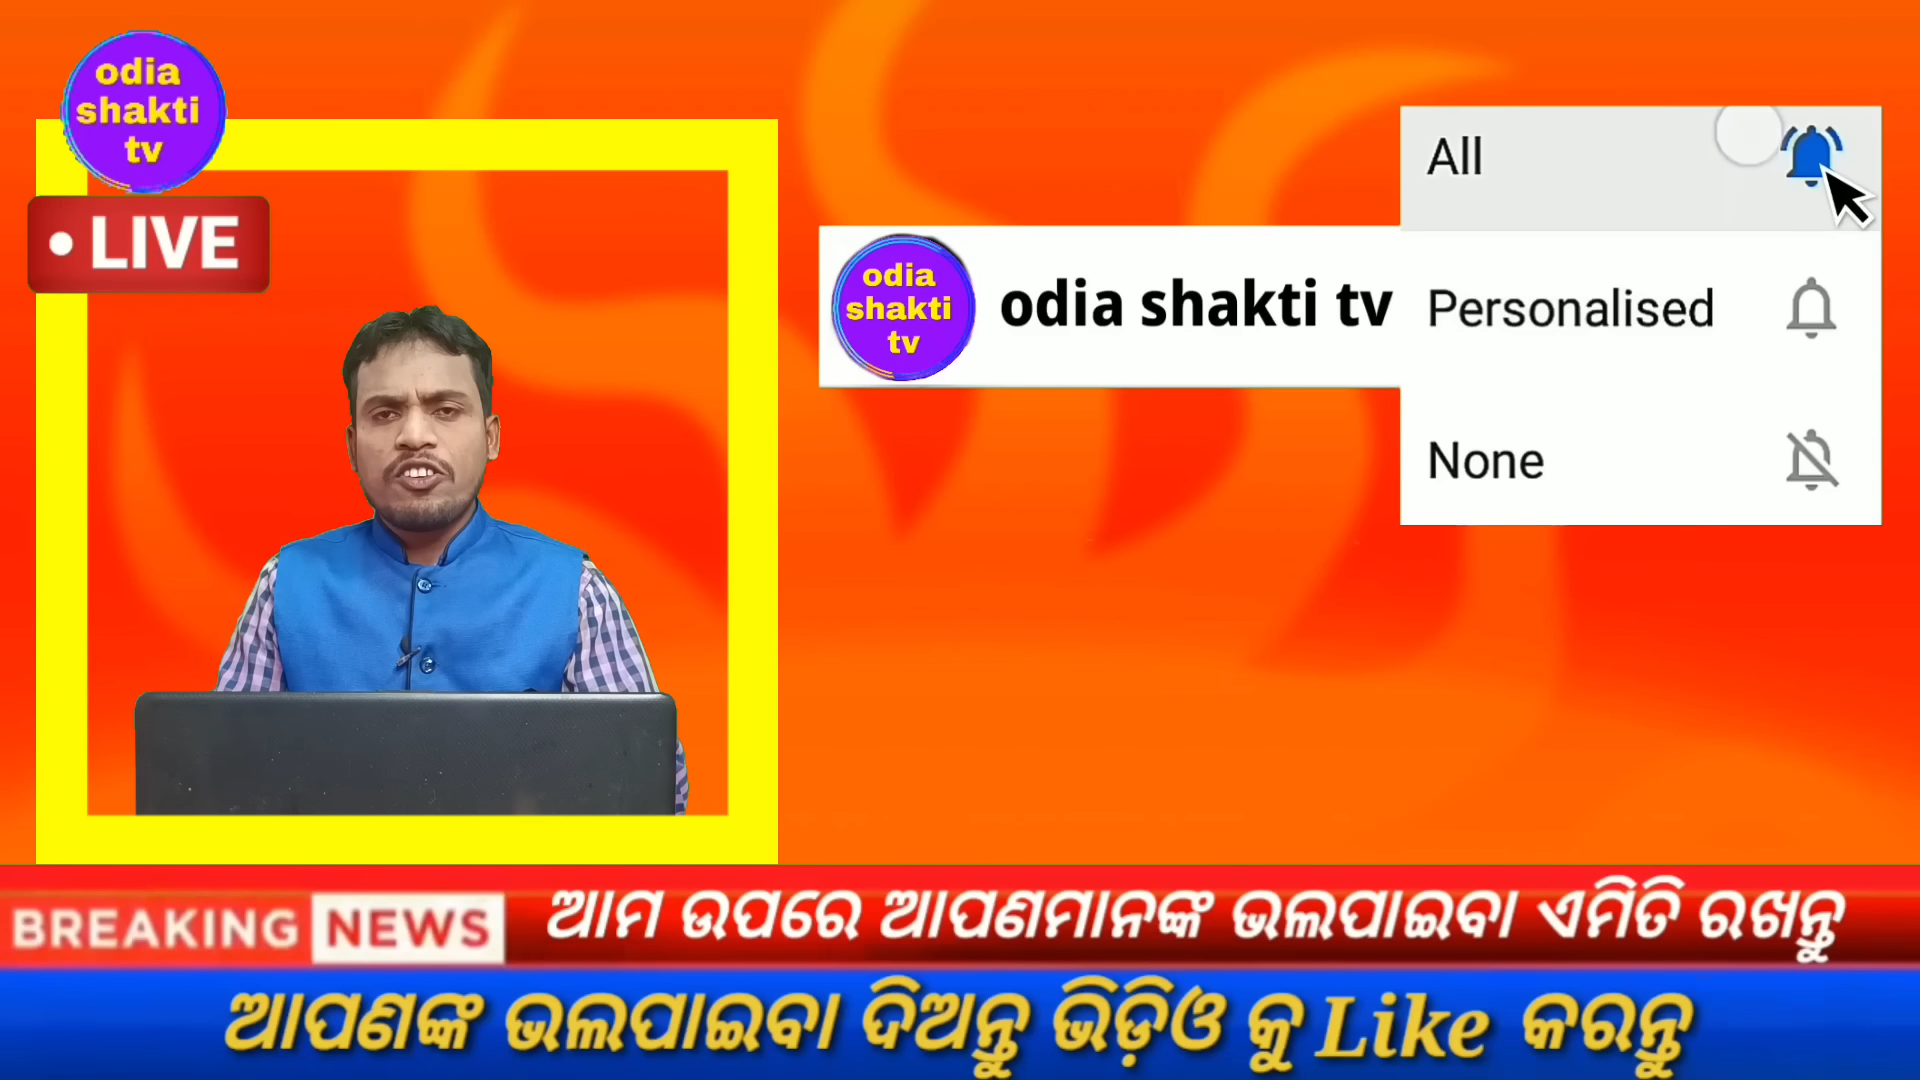 odia
shakti
tv
LIVE
All
odia
shakti
tv
odia shakti tv
Personalised
None
BREAKING NEWS
ଆମ ଉପରେ ଆପଣମାନଙ୍କ ଭଲପାଇବା ଏମିତି ରଖନ୍ତୁ
ଆପଣଙ୍କ ଭଲପାଇବା ଦିଅନ୍ତୁ ଭିଡ଼ିଓ କୁ Like କରନ୍ତୁ